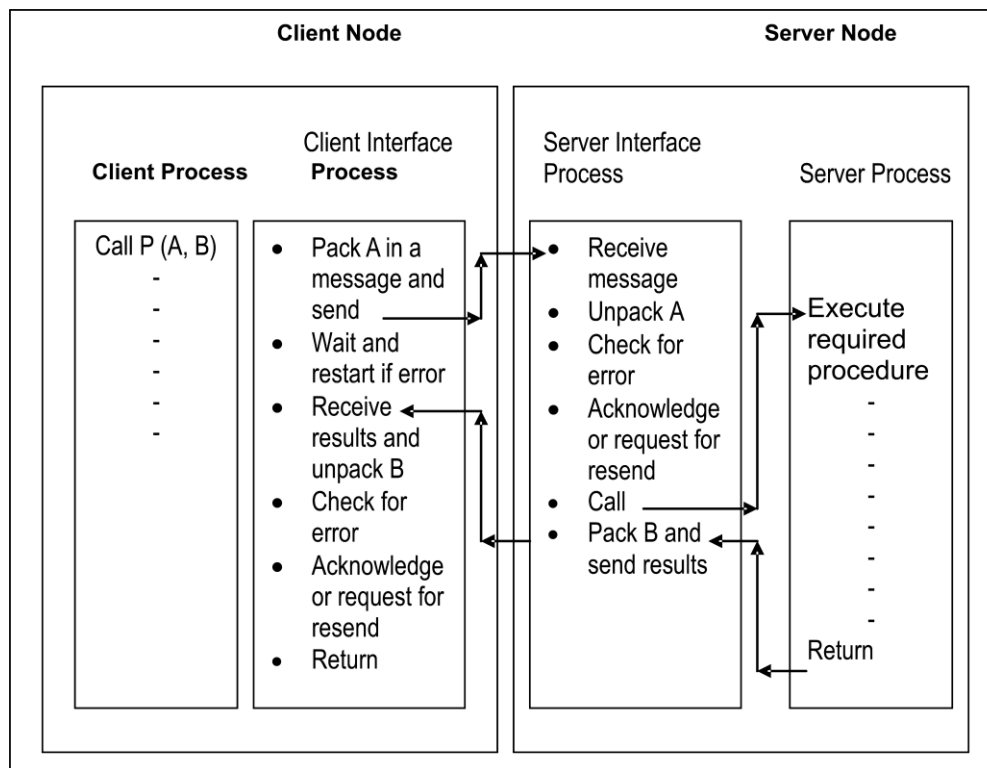 Client Node
Server Node
Client Interface
Process
Client Process
Server Interface
Process
Server Process
Call P (A, B)
-
-
-
-
-
-
• Pack A in a
message and
send
• Wait and
restart if error
• Receive
results and
unpack B
• Check for
error
• Acknowledge
or request for
resend
• Return
• Receive
message
• Unpack A
• Check for
error
• Acknowledge
or request for
resend
• Call
• Pack B and
send results
Execute
required
procedure
-
-
-
-
-
-
-
-
Return